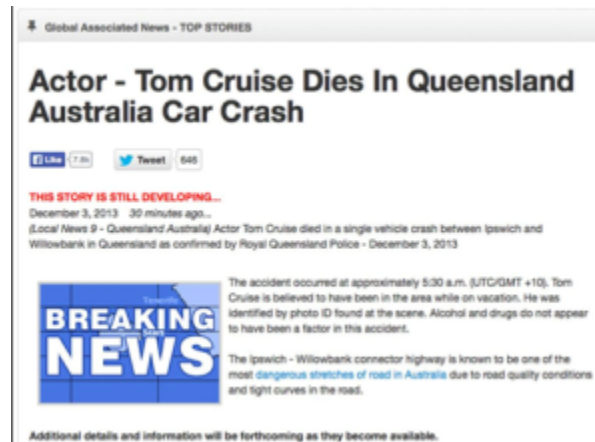 Global Associated News - TOP STORIES
Actor - Tom Cruise Dies In Queensland
Australia Car Crash
Like 7.8k Tweet 646
THIS STORY IS STILL DEVELOPING...
December 3, 2013 30 minutes ago...
(Local News 9 - Queensland Australia) Actor Tom Cruise died in a single vehicle crash between Ipswich and
Willowbank in Queensland as confirmed by Royal Queensland Police - December 3, 2013
The accident occurred at approximately 5:30 a.m. (UTC/GMT +10). Tom
Cruise is believed to have been in the area while on vacation. He was
identified by photo ID found at the scene. Alcohol and drugs do not appear
to have been a factor in this accident.
BREAKING
NEWS
The Ipswich - Willowbank connector highway is known to be one of the
most dangerous stretches of road in Australia due to road quality conditions
and tight curves in the road.
Additional details and information will be forthcoming as they become available.